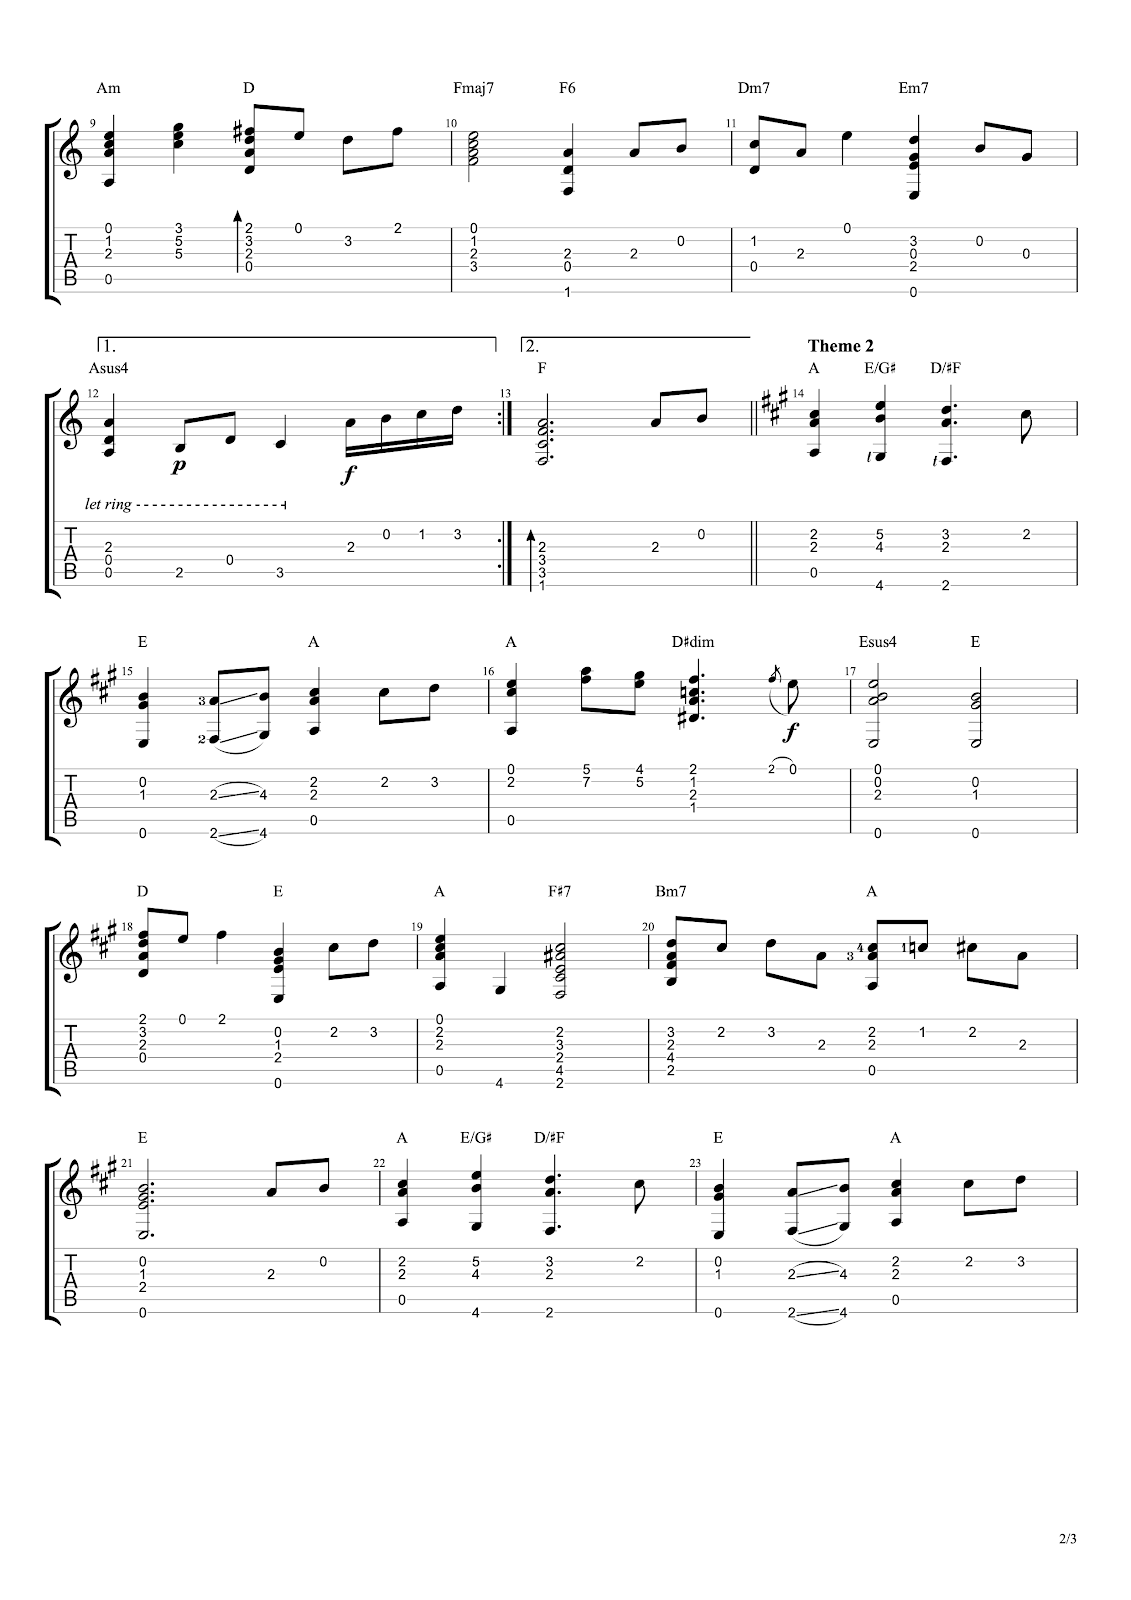 Am D Fmaj7 F6 Dm7 Em7
9 10 11
0 3 2 0 2 0 0
1 5 3 3 1 0 1 3 0
2 5 2 2 2 2 2 0 0
0 3 0 0 2
0
1 0
1. 2. Theme 2
Asus4 F A E/G♯ D/♯F
12 13 14
p f l l
let ring
0 1 3 0 2 5 3 2
2 2 2 2 2 4 2
0 0 3
0 2 3 3 0
1 4 2
E A A D♯dim Esus4 E
15 16 17
3 2 f
0 5 4 2 2 0 0
0 2 2 3 2 7 5 1 0 0
1 2 4 2 2 2 1
1
0 0
0 2 4 0 0
D E A F♯7 Bm7 A
18 19 20
4 3 1
2 0 2 0
3 0 2 3 2 2 3 2 3 2 1 2
2 1 2 3 2 2 2 2
0 2 2 4
0 4 2 0
0 4 2
E A E/G♯ D/♯F E A
21 22 23
0 0 2 5 3 2 0 2 2 3
1 2 2 4 2 1 2 4 2
2
0 0
0 4 2 0 2 4
2/3